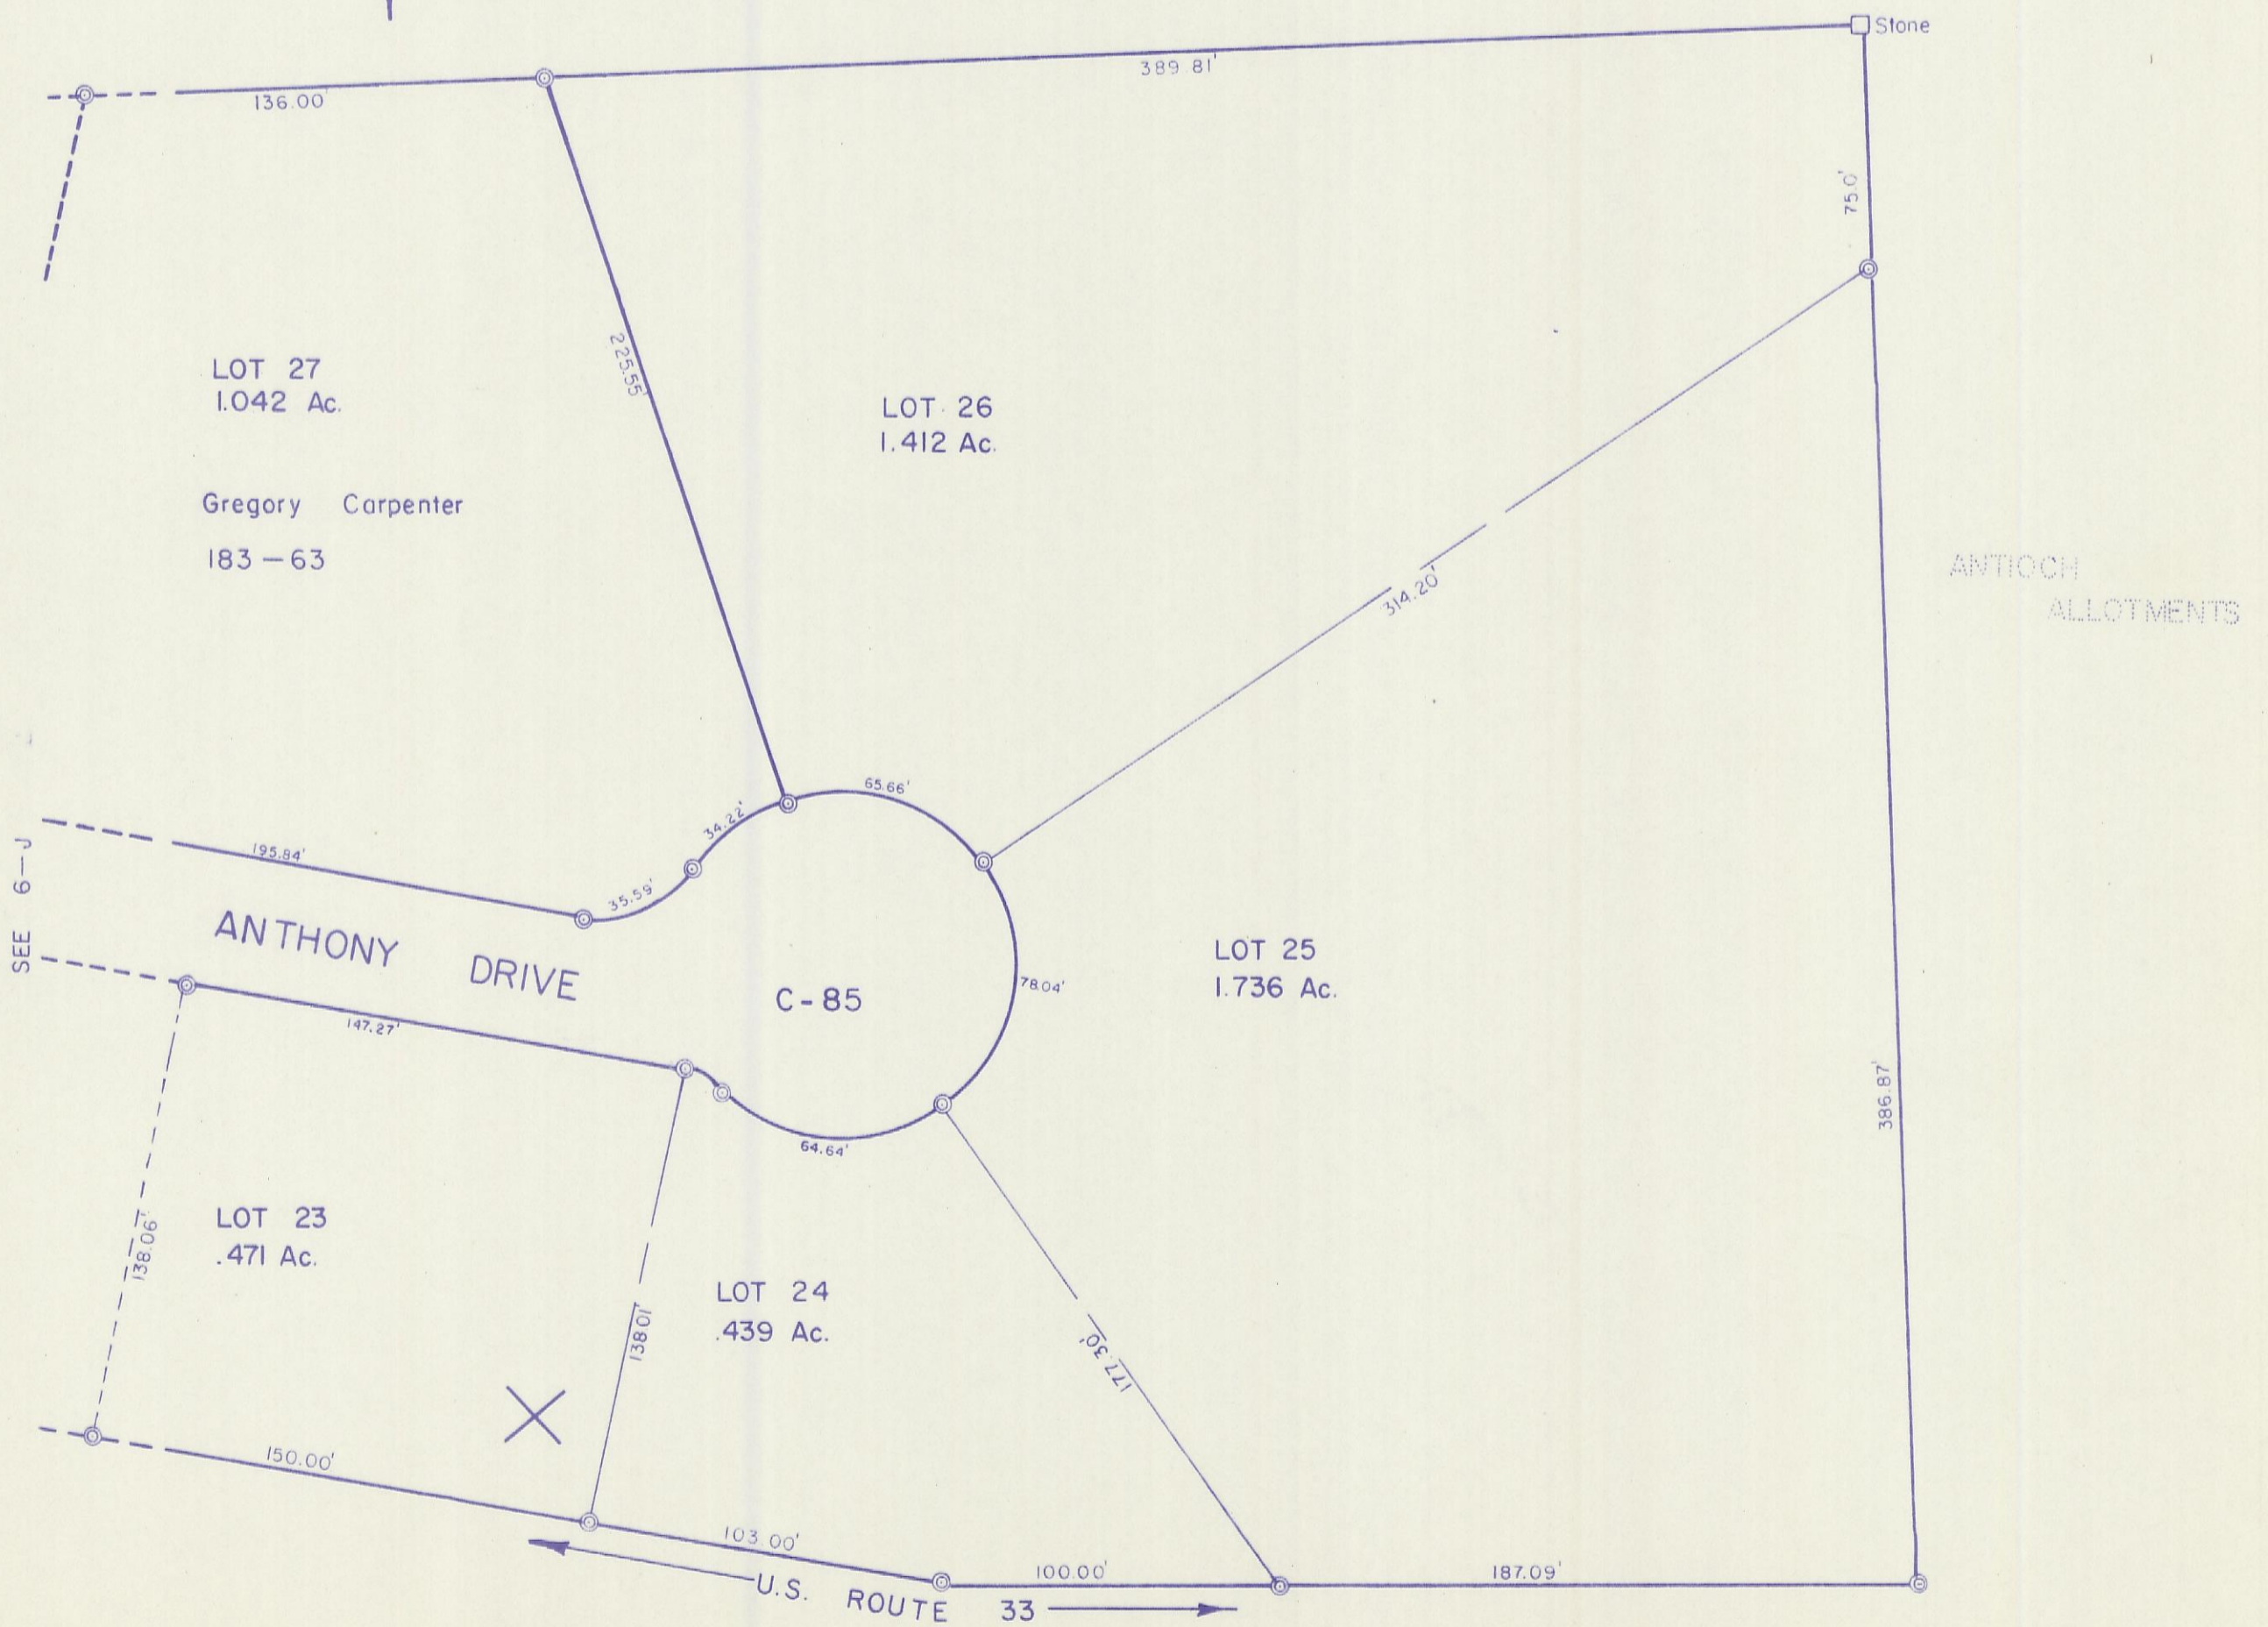 Stone
389.81'
136.00'
75.0'
225.55'
LOT 27
1.042 Ac.
LOT 26
1.412 Ac.
Gregory Carpenter
183-63
ANTIOCH
ALLOTMENTS
314.20'
65.66'
34.22'
195.84'
35.59'
SEE 6-J
ANTHONY DRIVE
C-85
LOT 25
1.736 Ac.
78.04'
147.27'
386.87'
64.64'
LOT 23
.471 Ac.
138.06'
LOT 24
.439 Ac.
138.01'
177.30'
150.00'
103.00'
100.00'
187.09'
U.S. ROUTE 33